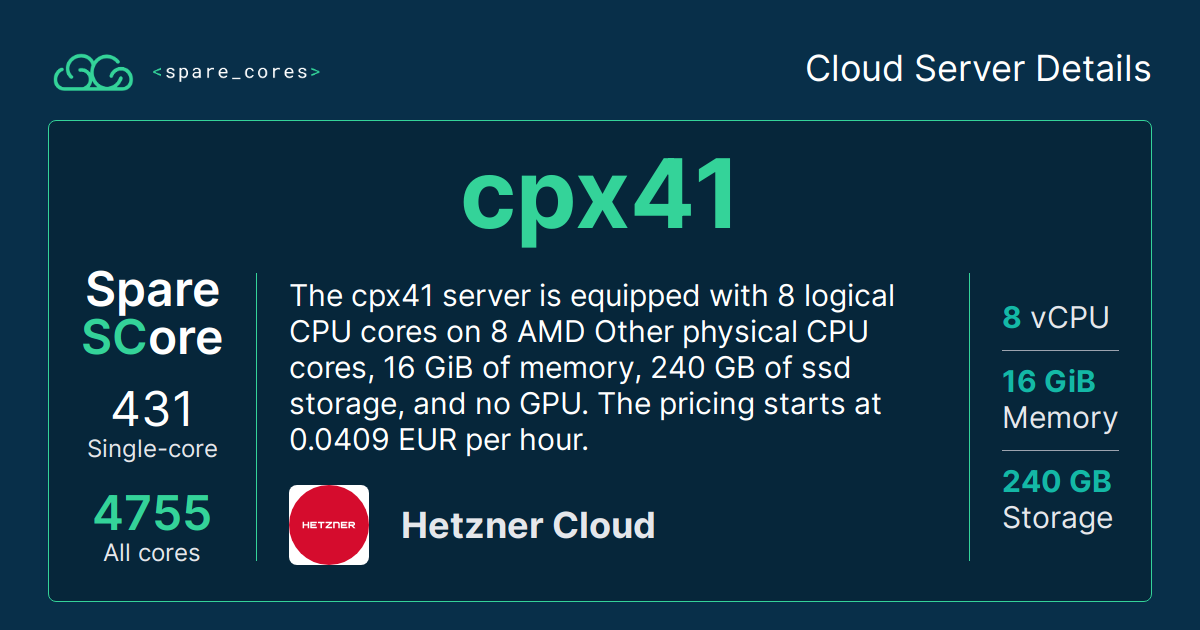 <spare_cores>
Cloud Server Details
cpx41
Spare
SCore
431
Single-core
4755
All cores
The cpx41 server is equipped with 8 logical
CPU cores on 8 AMD Other physical CPU
cores, 16 GiB of memory, 240 GB of ssd
storage, and no GPU. The pricing starts at
0.0409 EUR per hour.
HETZNER
Hetzner Cloud
8 vCPU
16 GiB
Memory
240 GB
Storage